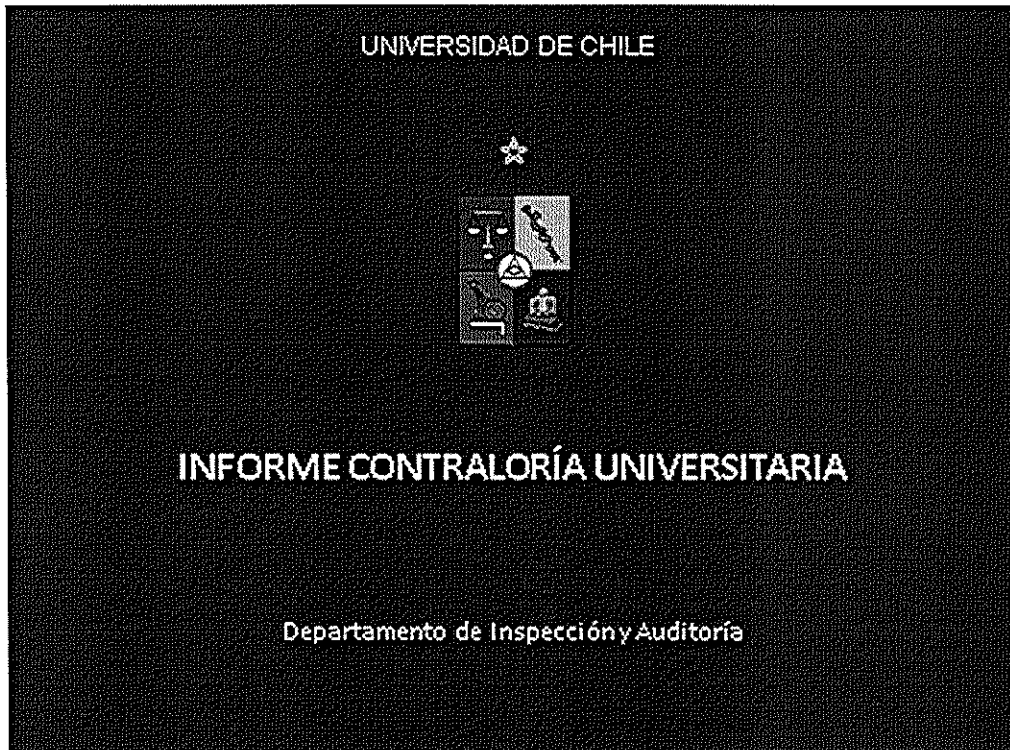 UNIVERSIDAD DE CHILE
INFORME CONTRALORÍA UNIVERSITARIA
Departamento de Inspección y Auditoría